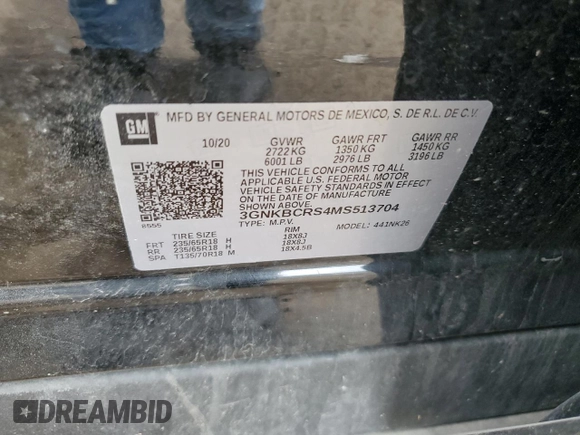 GM
MFD BY GENERAL MOTORS DE MEXICO, S. DE R.L. DE C.V.
10/20 GVWR GAWR FRT GAWR RR
2722 KG 1350 KG 1450 KG
6001 LB 2976 LB 3196 LB
THIS VEHICLE CONFORMS TO ALL
APPLICABLE U.S. FEDERAL MOTOR
VEHICLE SAFETY STANDARDS IN EFFECT
ON THE DATE OF MANUFACTURE
SHOWN ABOVE.
3GNKBCRS4MS513704
8555
TYPE: M.P.V. MODEL: 441NK26
TIRE SIZE RIM
FRT 235/65R18 H 18X8J
RR 235/65R18 H 18X8J
SPA T135/70R18 M 18X4.5B
DREAMBID